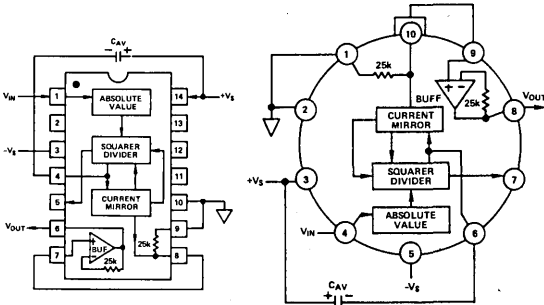 CAV
− +
VIN
1
14
+VS
ABSOLUTE
VALUE
2
13
−VS
3
SQUARER
DIVIDER
12
4
11
5
CURRENT
MIRROR
10
VOUT
6
25k
9
BUF
+
−
25k
7
8
10
1
9
25k
+ −
25k
BUFF
8
VOUT
2
CURRENT
MIRROR
+VS
3
SQUARER
DIVIDER
7
ABSOLUTE
VALUE
VIN
4
6
5
CAV
+ −
−VS